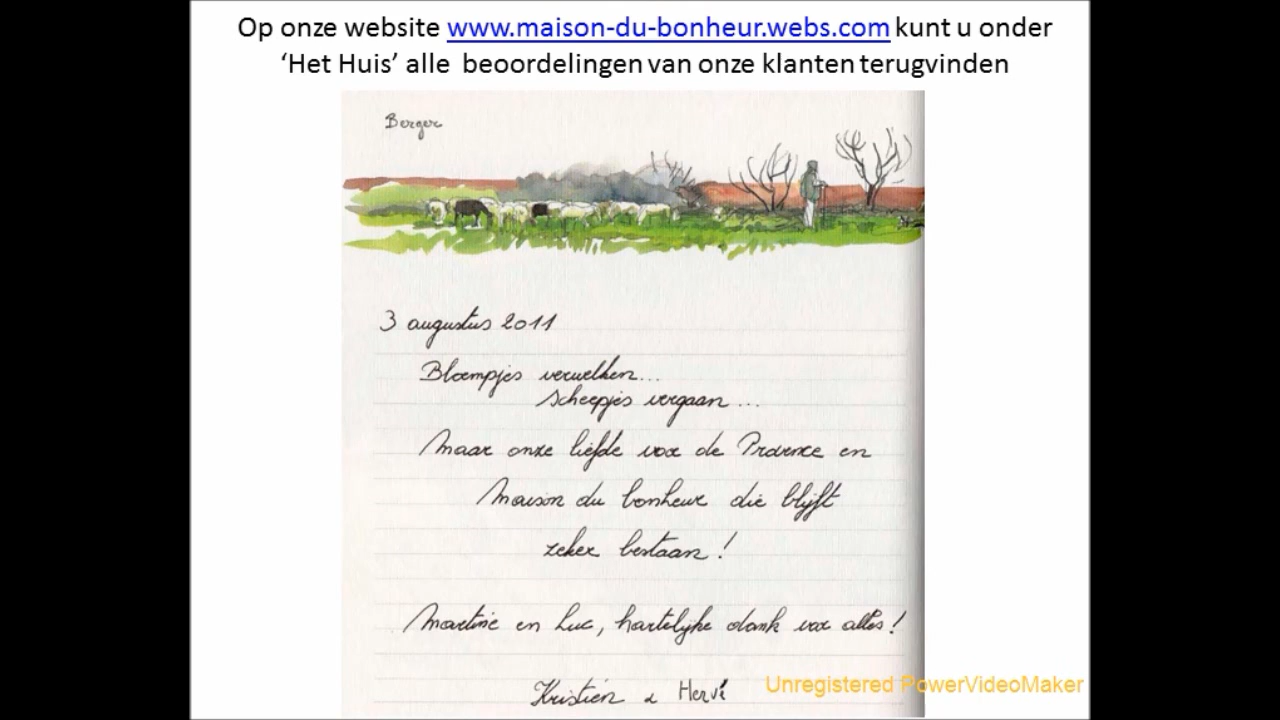 Op onze website www.maison-du-bonheur.webs.com kunt u onder
‘Het Huis’ alle beoordelingen van onze klanten terugvinden
Berger
3 augustus 2011
Bloempjes verwelken...
Scheepjes vergaan...
Maar onze liefde voor de Provence en
Maison du bonheur die blijft
zeker bestaan!
Martine en Luc, hartelijke dank voor alles!
Kristien & Hervé
Unregistered PowerVideoMaker